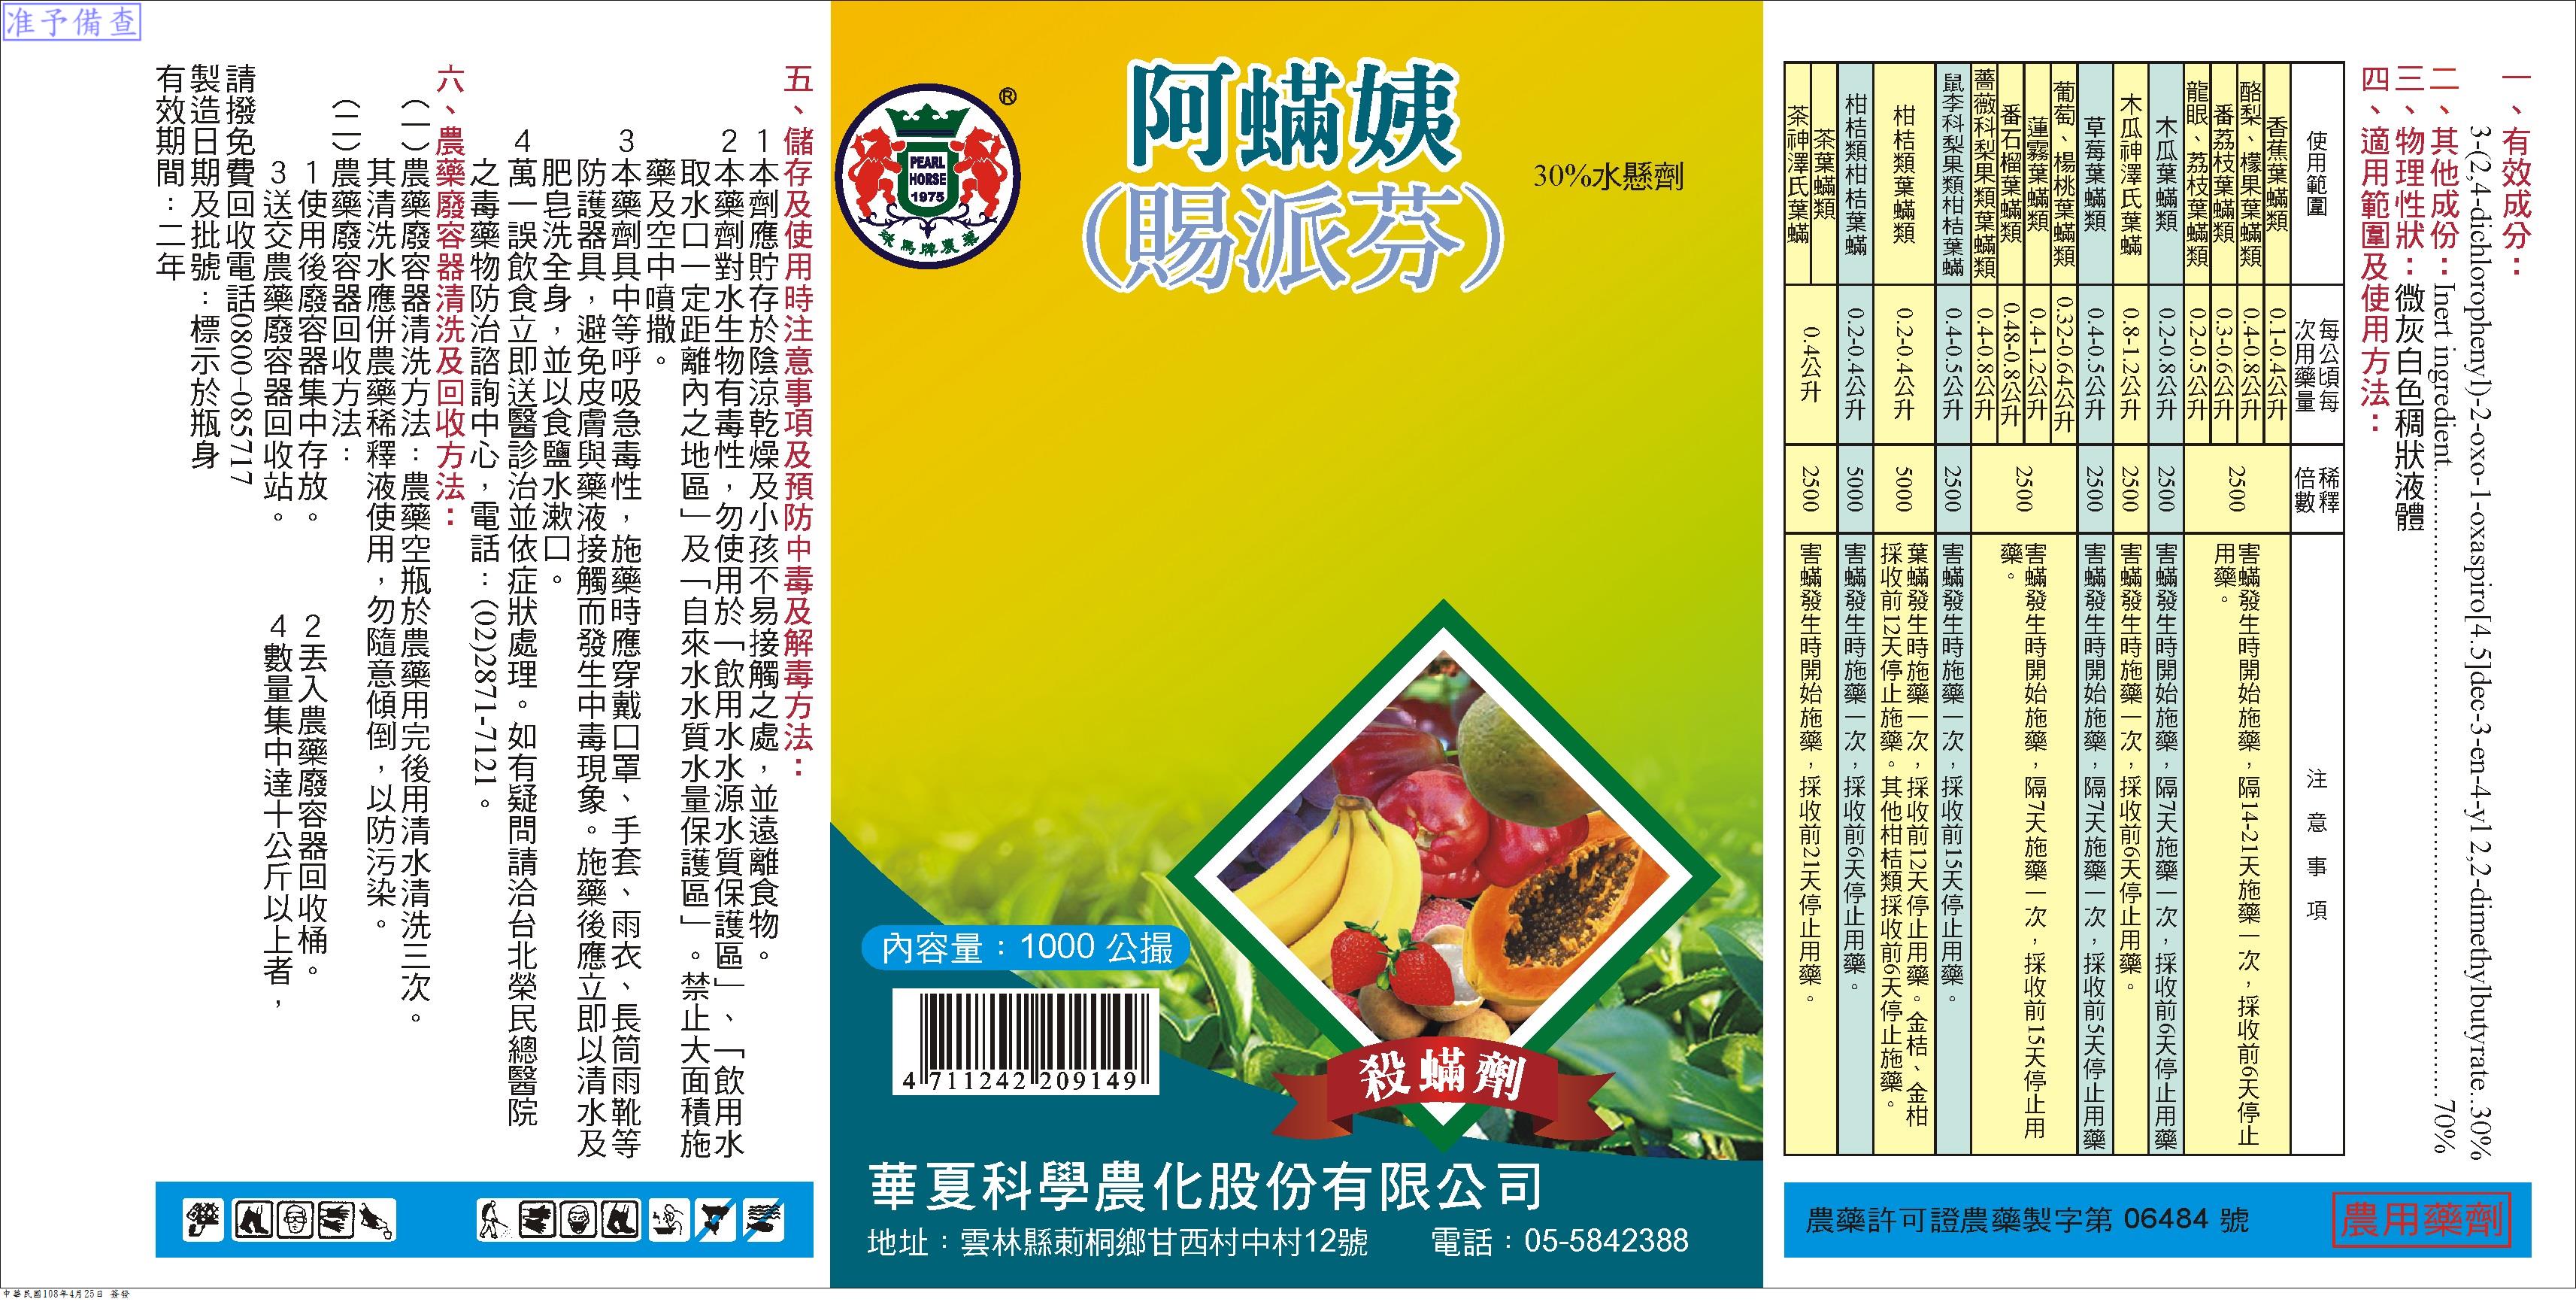 准予備查
五、儲存及使用時注意事項及預防中毒及解毒方法：
1本劑應貯存於陰涼乾燥及小孩不易接觸之處，並遠離食物。
2本藥劑對水生物有毒性，勿使用於「飲用水水源水質保護區」、「飲用水
取水口一定距離內之地區」及「自來水水質水量保護區」。禁止大面積施
藥及空中噴撒。
3本藥劑具中等呼吸急毒性，施藥時應穿戴口罩、手套、雨衣、長筒雨靴等
防護器具，避免皮膚與藥液接觸而發生中毒現象。施藥後應立即以清水及
肥皂洗全身，並以食鹽水漱口。
4萬一誤飲食立即送醫診治並依症狀處理。如有疑問請洽台北榮民總醫院
之毒藥物防治諮詢中心，電話：(02)2871-7121。
六、農藥廢容器清洗及回收方法：
(一)農藥廢容器清洗方法：農藥空瓶於農藥用完後用清水清洗三次。
其清洗水應併農藥稀釋液使用，勿隨意傾倒，以防污染。
(二)農藥廢容器回收方法：
1使用後廢容器集中存放。 2丟入農藥廢容器回收桶。
3送交農藥廢容器回收站。 4數量集中達十公斤以上者，
請撥免費回收電話0800-085717
製造日期及批號：標示於瓶身
有效期間：二年
PEARL
HORSE
1975
珠馬牌農藥
®
阿蟎姨
(賜派芬)
30%水懸劑
內容量：1000 公撮
4 711242 209149
殺蟎劑
華夏科學農化股份有限公司
地址：雲林縣莿桐鄉甘西村中村12號 電話：05-5842388
一、有效成分：
3-(2,4-dichlorophenyl)-2-oxo-1-oxaspiro[4.5]dec-3-en-4-yl 2,2-dimethylbutyrate...30%
二、其他成份：Inert ingredient......70%
三、物理性狀：微灰白色稠狀液體
四、適用範圍及使用方法：
使用範圍 每公頃每次用藥量 稀釋倍數 注意事項
香蕉葉蟎類 0.1-0.4公升 2500 害蟎發生時開始施藥，隔14-21天施藥一次，採收前6天停止用藥。
酪梨、檬果葉蟎類 0.4-0.8公升
番荔枝葉蟎類 0.3-0.6公升
龍眼、荔枝葉蟎類 0.2-0.5公升
木瓜葉蟎類 0.2-0.8公升 2500 害蟎發生時開始施藥，隔7天施藥一次，採收前6天停止用藥
木瓜神澤氏葉蟎 0.8-1.2公升 2500 害蟎發生時施藥一次，採收前6天停止用藥。
草莓葉蟎類 0.4-0.5公升 2500 害蟎發生時開始施藥，隔7天施藥一次，採收前5天停止用藥
葡萄、楊桃葉蟎類 0.32-0.64公升 2500 害蟎發生時開始施藥，隔7天施藥一次，採收前15天停止用藥。
蓮霧葉蟎類 0.4-1.2公升
番石榴葉蟎類 0.48-0.8公升
薔薇科梨果類葉蟎類 0.4-0.8公升
鼠李科梨果類柑桔葉蟎 0.4-0.5公升 2500 害蟎發生時施藥一次，採收前15天停止用藥。
柑桔類葉蟎類 0.2-0.4公升 5000 葉蟎發生時施藥一次，採收前12天停止用藥。金桔、金柑採收前12天停止施藥。其他柑桔類採收前6天停止施藥。
柑桔類柑桔葉蟎 0.2-0.4公升 5000 害蟎發生時施藥一次，採收前6天停止用藥。
茶葉蟎類 0.4公升 2500 害蟎發生時開始施藥，採收前21天停止用藥。
茶神澤氏葉蟎
農藥許可證農藥製字第 06484 號
農用藥劑
中華民國108年4月25日 簽發